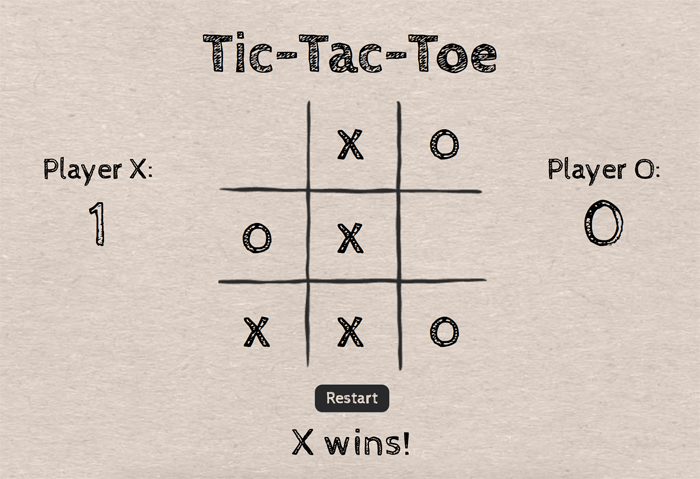 Tic-Tac-Toe
Player X:
1
Player O:
0
X O
O X
X X O
Restart
X wins!